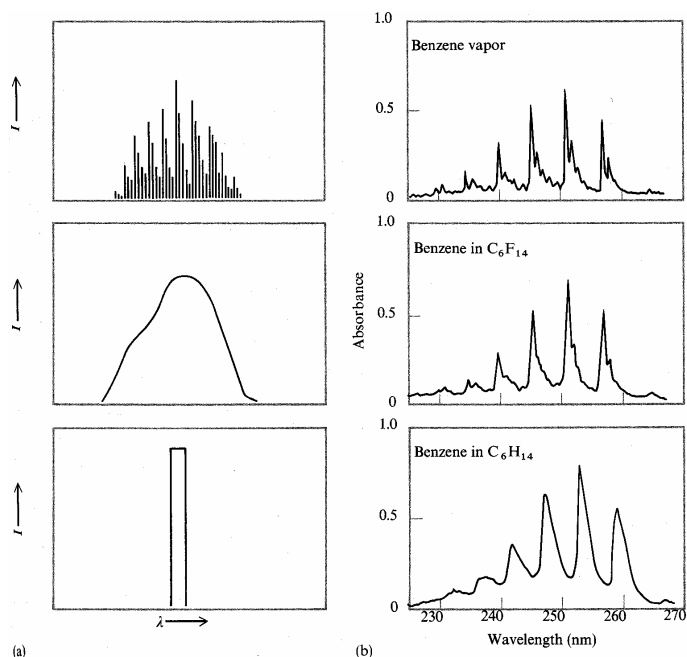 I
I
I
λ
(a)
1.0
Benzene vapor
0.5
0
1.0
Benzene in C₆F₁₄
0.5
0
Absorbance
1.0
Benzene in C₆H₁₄
0.5
0
230 240 250 260 270
Wavelength (nm)
(b)